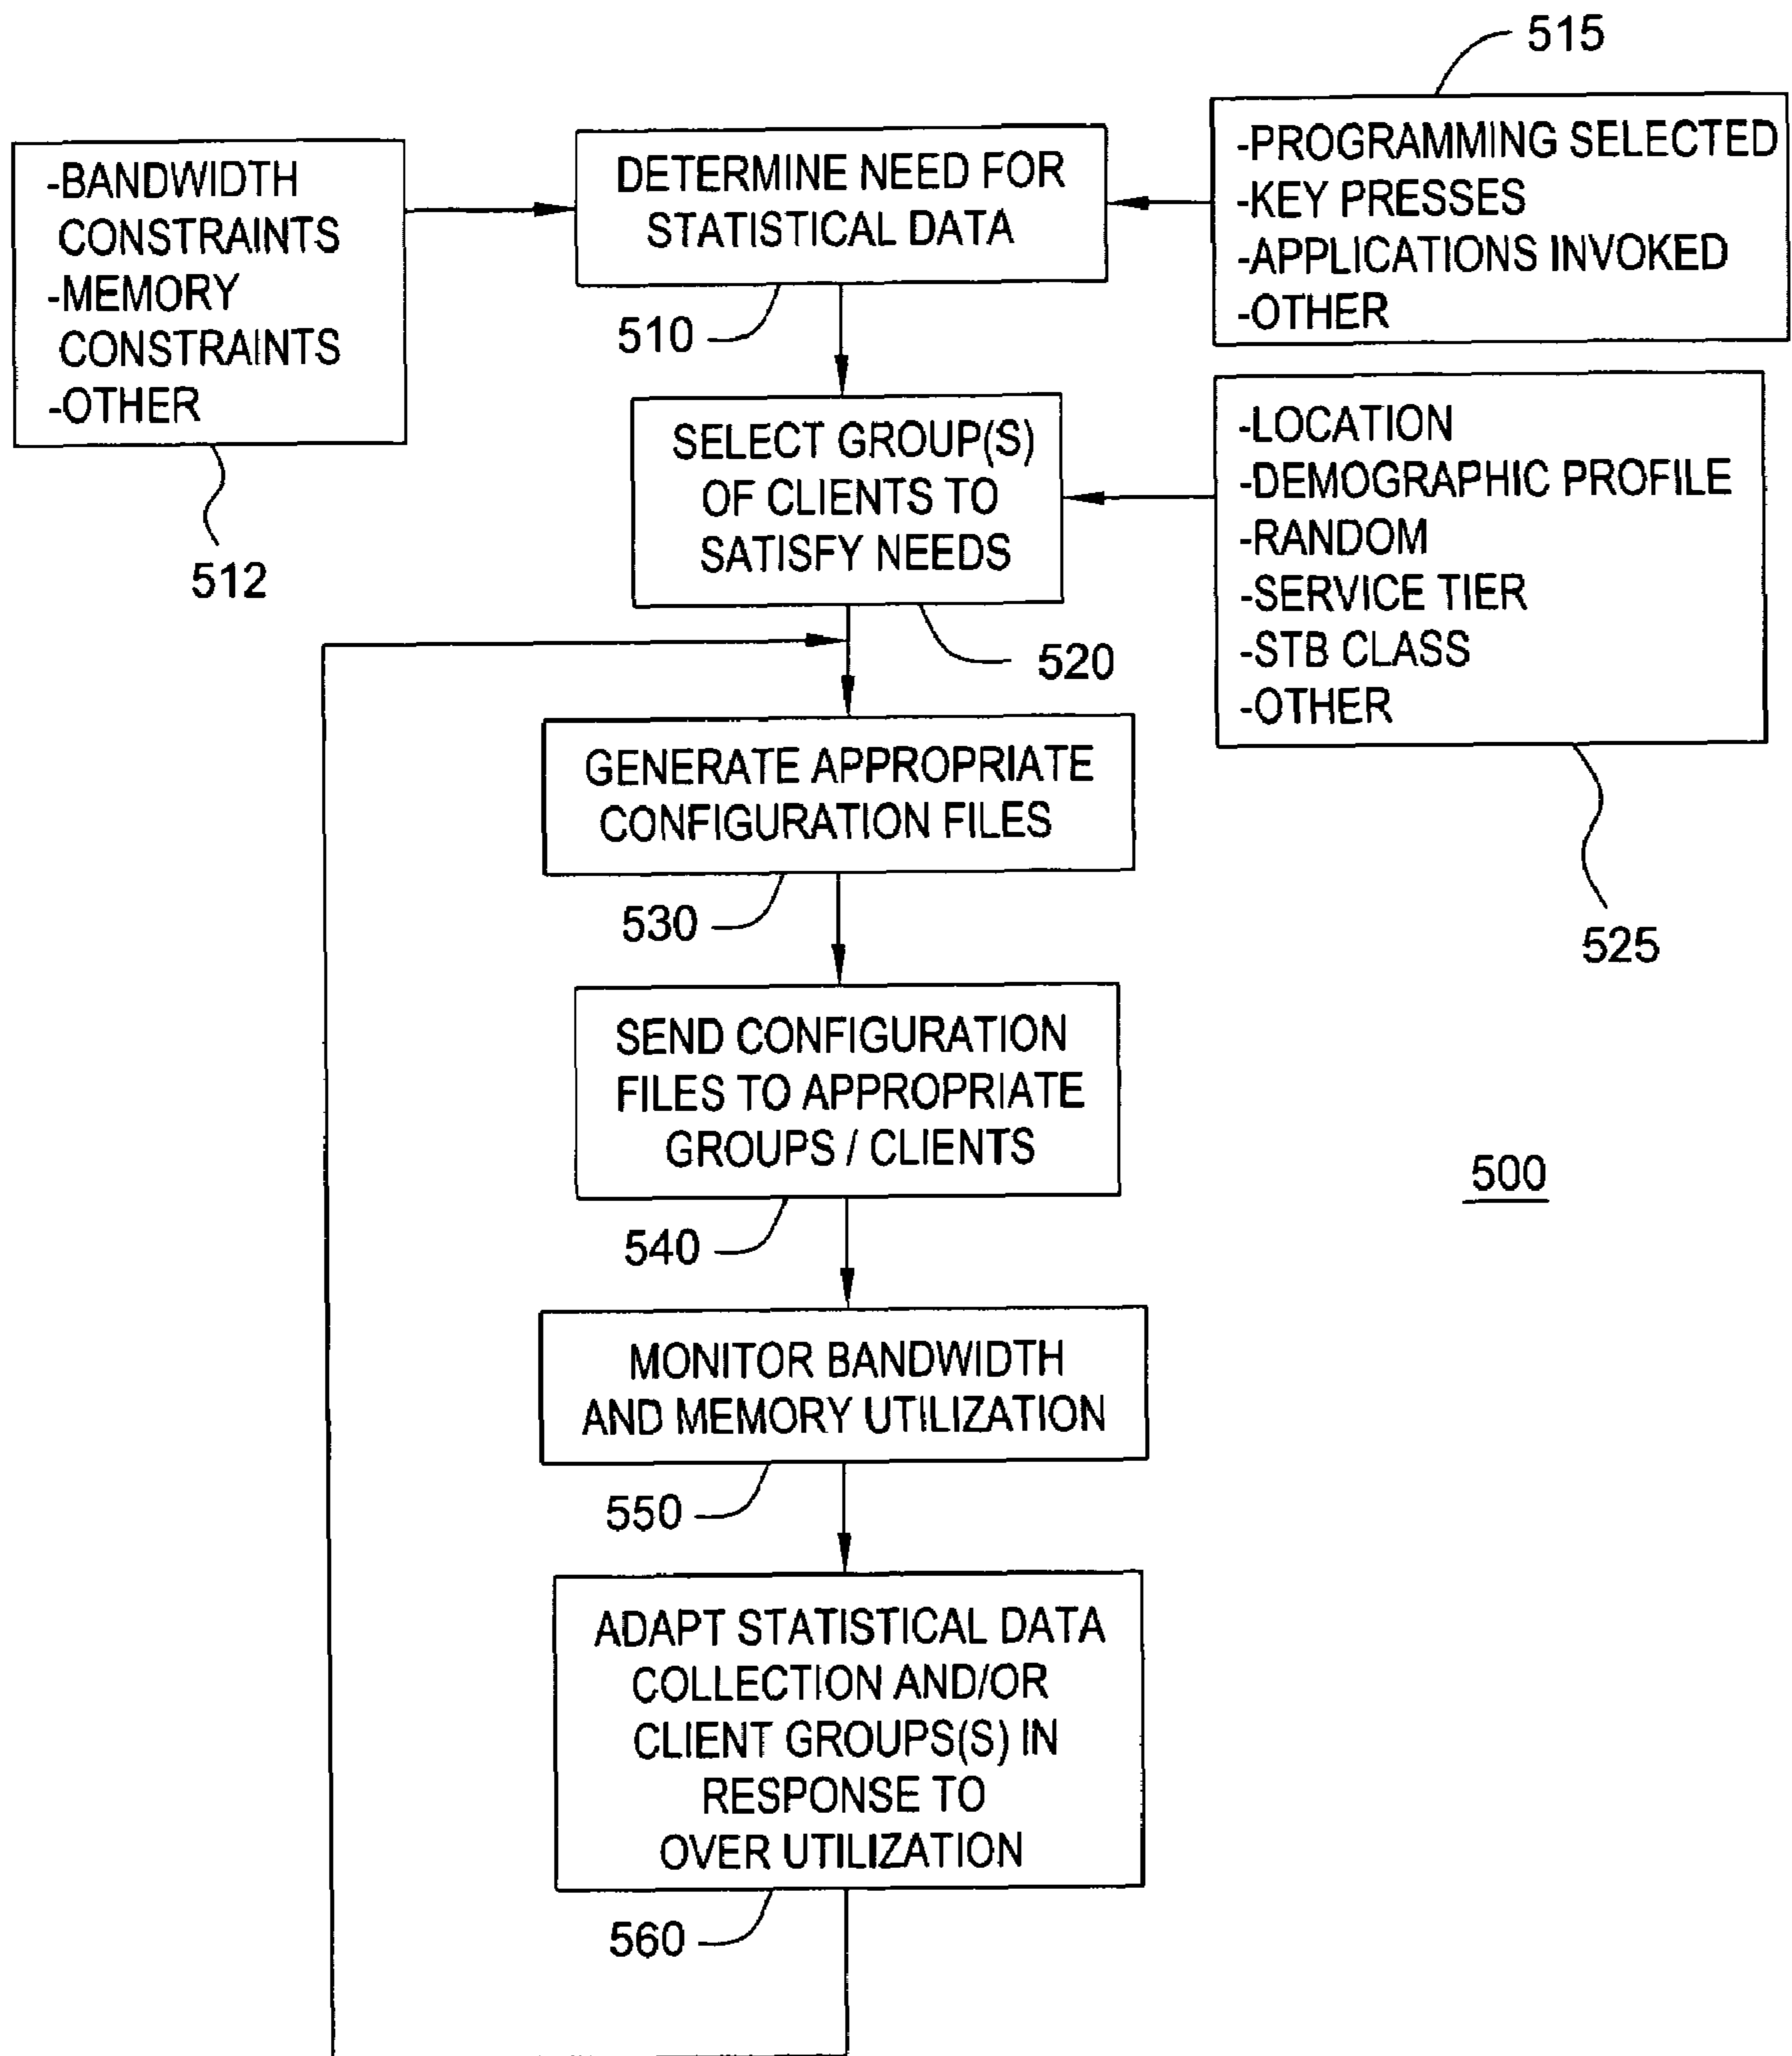 515
-BANDWIDTH
CONSTRAINTS
-MEMORY
CONSTRAINTS
-OTHER
512
DETERMINE NEED FOR
STATISTICAL DATA
510
-PROGRAMMING SELECTED
-KEY PRESSES
-APPLICATIONS INVOKED
-OTHER
SELECT GROUP(S)
OF CLIENTS TO
SATISFY NEEDS
520
-LOCATION
-DEMOGRAPHIC PROFILE
-RANDOM
-SERVICE TIER
-STB CLASS
-OTHER
525
GENERATE APPROPRIATE
CONFIGURATION FILES
530
SEND CONFIGURATION
FILES TO APPROPRIATE
GROUPS / CLIENTS
540
500
MONITOR BANDWIDTH
AND MEMORY UTILIZATION
550
ADAPT STATISTICAL DATA
COLLECTION AND/OR
CLIENT GROUPS(S) IN
RESPONSE TO
OVER UTILIZATION
560